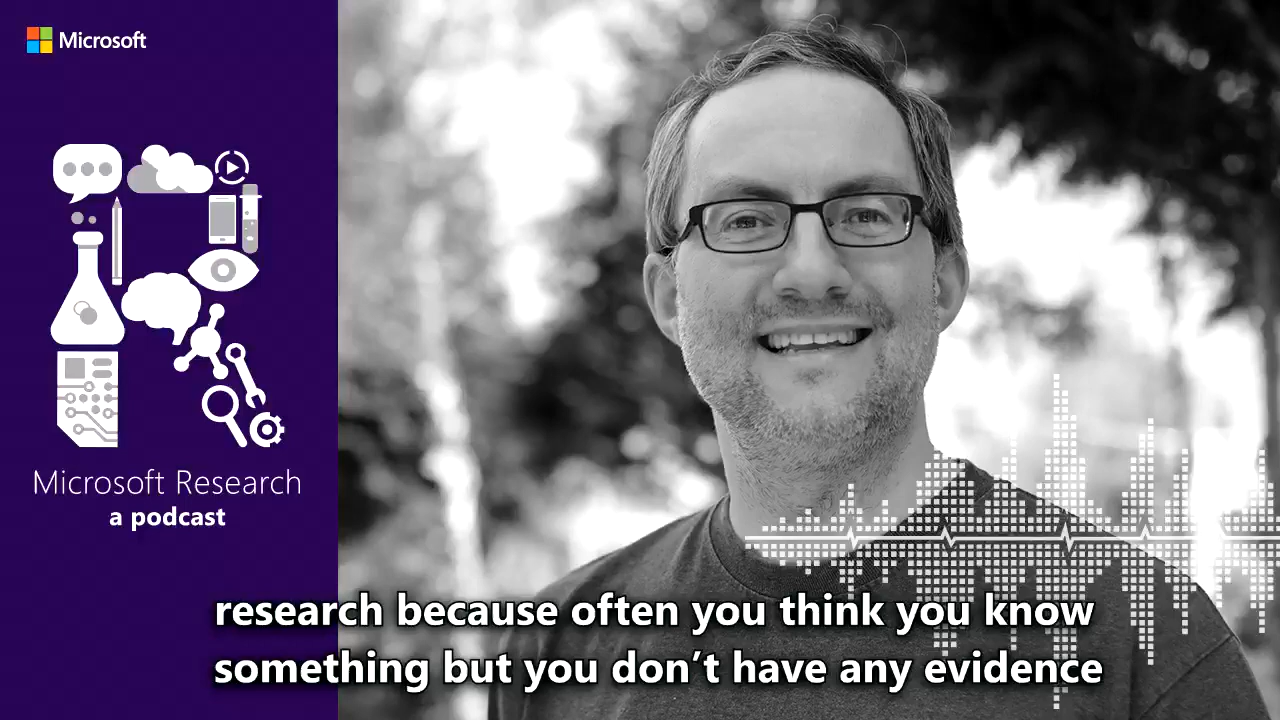 Microsoft
Microsoft Research
a podcast
research because often you think you know
something but you don't have any evidence